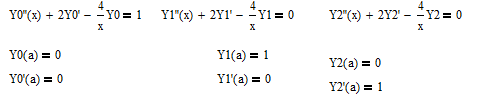 Y0"(x) + 2Y0' − 4/x Y0 = 1   Y1"(x) + 2Y1' − 4/x Y1 = 0   Y2"(x) + 2Y2' − 4/x Y2 = 0
Y0(a) = 0   Y1(a) = 1   Y2(a) = 0
Y0'(a) = 0   Y1'(a) = 0   Y2'(a) = 1